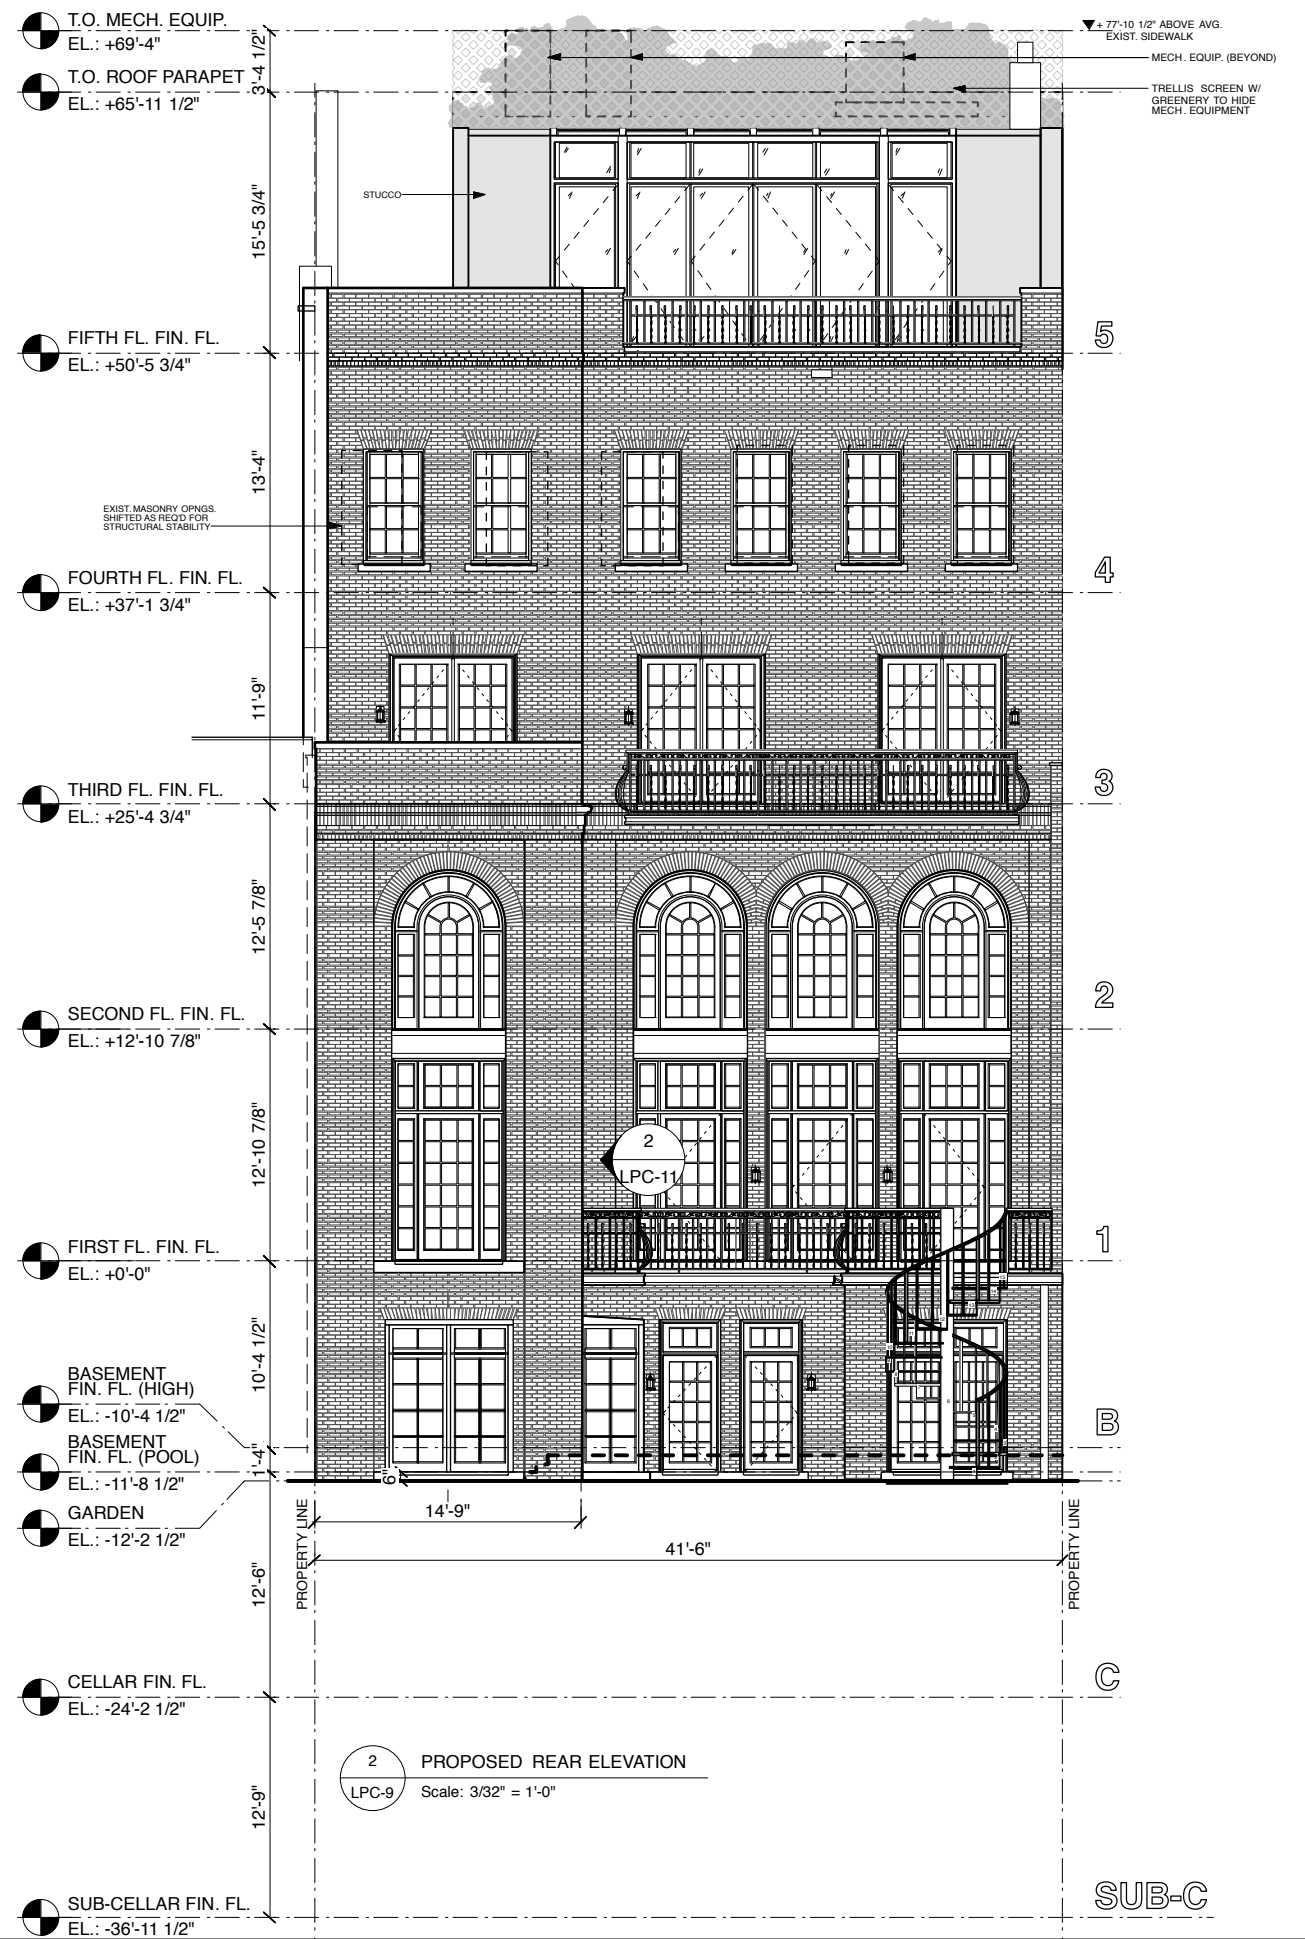 T.O. MECH. EQUIP.
EL.: +69'-4"
3'-4 1/2"
T.O. ROOF PARAPET
EL.: +65'-11 1/2"
+ 77'-10 1/2" ABOVE AVG.
EXIST. SIDEWALK
MECH. EQUIP. (BEYOND)
TRELLIS SCREEN W/
GREENERY TO HIDE
MECH. EQUIPMENT
STUCCO
15'-5 3/4"
FIFTH FL. FIN. FL.
EL.: +50'-5 3/4"
5
13'-4"
EXIST. MASONRY OPNGS.
SHIFTED AS REQ'D FOR
STRUCTURAL STABILITY
FOURTH FL. FIN. FL.
EL.: +37'-1 3/4"
4
11'-9"
THIRD FL. FIN. FL.
EL.: +25'-4 3/4"
3
12'-5 7/8"
SECOND FL. FIN. FL.
EL.: +12'-10 7/8"
2
12'-10 7/8"
2
LPC-11
FIRST FL. FIN. FL.
EL.: +0'-0"
1
10'-4 1/2"
BASEMENT
FIN. FL. (HIGH)
EL.: -10'-4 1/2"
B
BASEMENT
FIN. FL. (POOL)
EL.: -11'-8 1/2"
1'-4"
6"
GARDEN
EL.: -12'-2 1/2"
14'-9"
41'-6"
PROPERTY LINE
PROPERTY LINE
12'-6"
CELLAR FIN. FL.
EL.: -24'-2 1/2"
C
2
LPC-9
PROPOSED REAR ELEVATION
Scale: 3/32" = 1'-0"
12'-9"
SUB-CELLAR FIN. FL.
EL.: -36'-11 1/2"
SUB-C